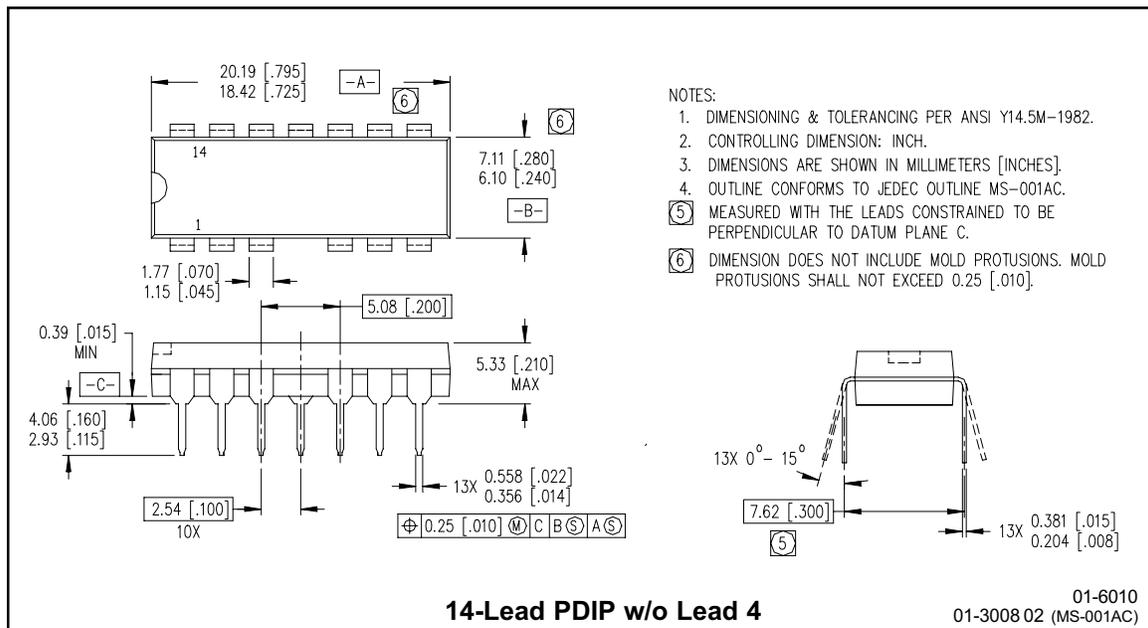 20.19 [.795]
18.42 [.725]
-A-
6
6
14
1
7.11 [.280]
6.10 [.240]
-B-
1.77 [.070]
1.15 [.045]
5.08 [.200]
0.39 [.015]
MIN
-C-
5.33 [.210]
MAX
4.06 [.160]
2.93 [.115]
2.54 [.100]
10X
13X 0.558 [.022]
0.356 [.014]
⌖ 0.25 [.010] Ⓜ C B Ⓢ A Ⓢ
NOTES:
1. DIMENSIONING & TOLERANCING PER ANSI Y14.5M-1982.
2. CONTROLLING DIMENSION: INCH.
3. DIMENSIONS ARE SHOWN IN MILLIMETERS [INCHES].
4. OUTLINE CONFORMS TO JEDEC OUTLINE MS-001AC.
5 MEASURED WITH THE LEADS CONSTRAINED TO BE
PERPENDICULAR TO DATUM PLANE C.
6 DIMENSION DOES NOT INCLUDE MOLD PROTUSIONS. MOLD
PROTUSIONS SHALL NOT EXCEED 0.25 [.010].
13X 0°- 15°
7.62 [.300]
5
13X 0.381 [.015]
0.204 [.008]
14-Lead PDIP w/o Lead 4
01-6010
01-3008 02 (MS-001AC)